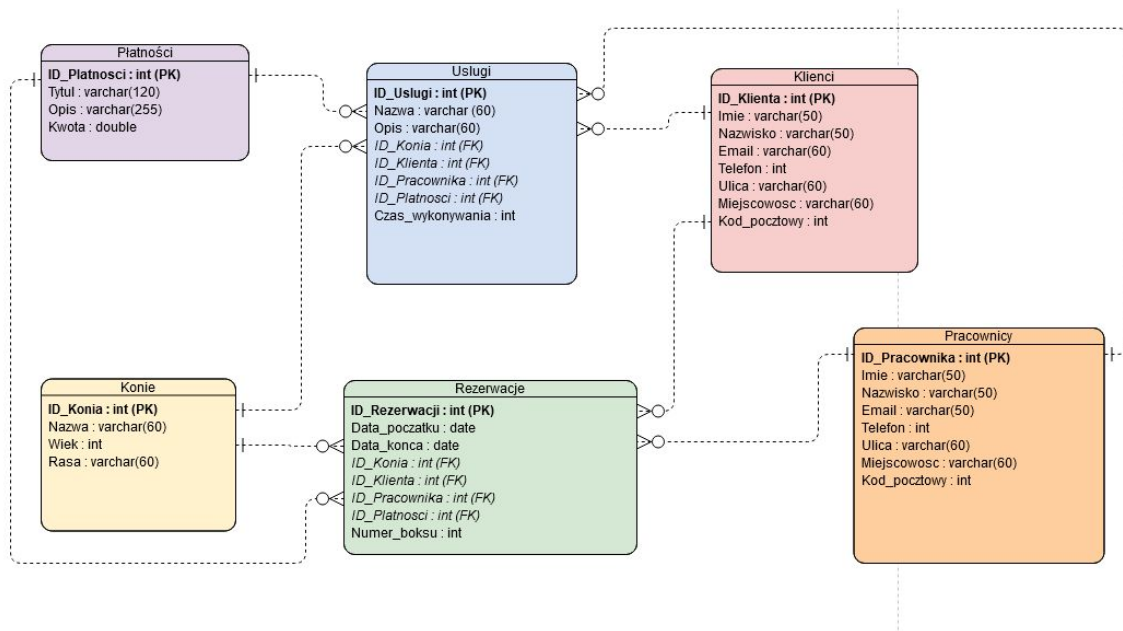 Płatności
ID_Platnosci : int (PK)
Tytul : varchar(120)
Opis : varchar(255)
Kwota : double
Uslugi
ID_Uslugi : int (PK)
Nazwa : varchar (60)
Opis : varchar(60)
ID_Konia : int (FK)
ID_Klienta : int (FK)
ID_Pracownika : int (FK)
ID_Platnosci : int (FK)
Czas_wykonywania : int
Klienci
ID_Klienta : int (PK)
Imie : varchar(50)
Nazwisko : varchar(50)
Email : varchar(60)
Telefon : int
Ulica : varchar(60)
Miejscowosc : varchar(60)
Kod_pocztowy : int
Konie
ID_Konia : int (PK)
Nazwa : varchar(60)
Wiek : int
Rasa : varchar(60)
Rezerwacje
ID_Rezerwacji : int (PK)
Data_poczatku : date
Data_konca : date
ID_Konia : int (FK)
ID_Klienta : int (FK)
ID_Pracownika : int (FK)
ID_Platnosci : int (FK)
Numer_boksu : int
Pracownicy
ID_Pracownika : int (PK)
Imie : varchar(50)
Nazwisko : varchar(50)
Email : varchar(50)
Telefon : int
Ulica : varchar(60)
Miejscowosc : varchar(60)
Kod_pocztowy : int